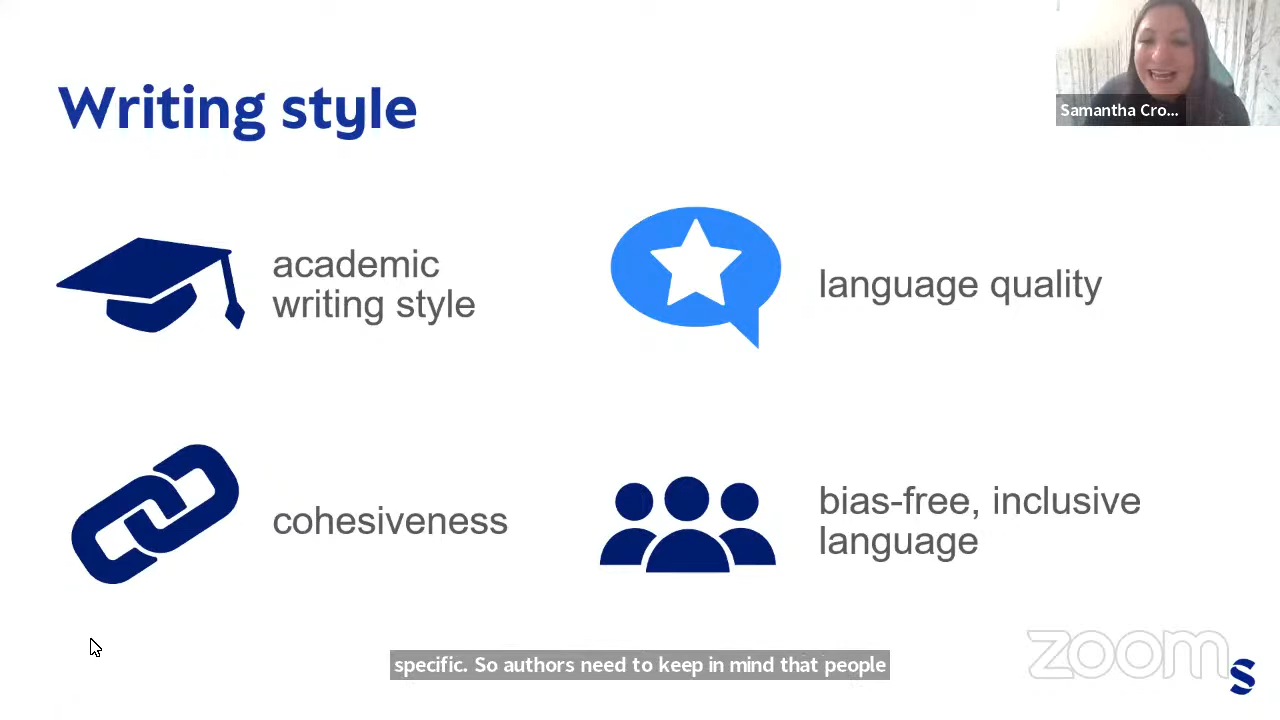 Writing style
Samantha Cro...
academic
writing style
language quality
cohesiveness
bias-free, inclusive
language
specific. So authors need to keep in mind that people
zoom
S